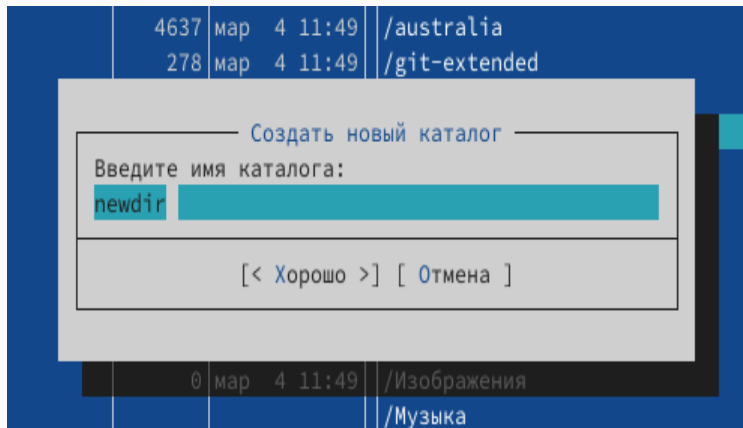 4637 мар 4 11:49 /australia
278 мар 4 11:49 /git-extended
Создать новый каталог
Введите имя каталога:
newdir
[< Хорошо >] [ Отмена ]
0 мар 4 11:49 /Изображения
/Музыка